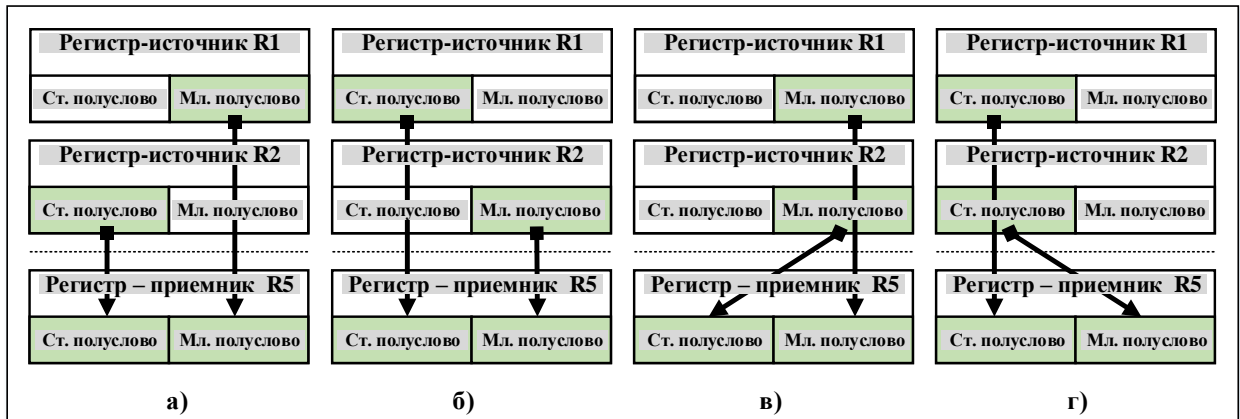 Регистр-источник R1
Ст. полуслово Мл. полуслово
Регистр-источник R2
Ст. полуслово Мл. полуслово
Регистр – приемник R5
Ст. полуслово Мл. полуслово
а)
Регистр-источник R1
Ст. полуслово Мл. полуслово
Регистр-источник R2
Ст. полуслово Мл. полуслово
Регистр – приемник R5
Ст. полуслово Мл. полуслово
б)
Регистр-источник R1
Ст. полуслово Мл. полуслово
Регистр-источник R2
Ст. полуслово Мл. полуслово
Регистр – приемник R5
Ст. полуслово Мл. полуслово
в)
Регистр-источник R1
Ст. полуслово Мл. полуслово
Регистр-источник R2
Ст. полуслово Мл. полуслово
Регистр – приемник R5
Ст. полуслово Мл. полуслово
г)